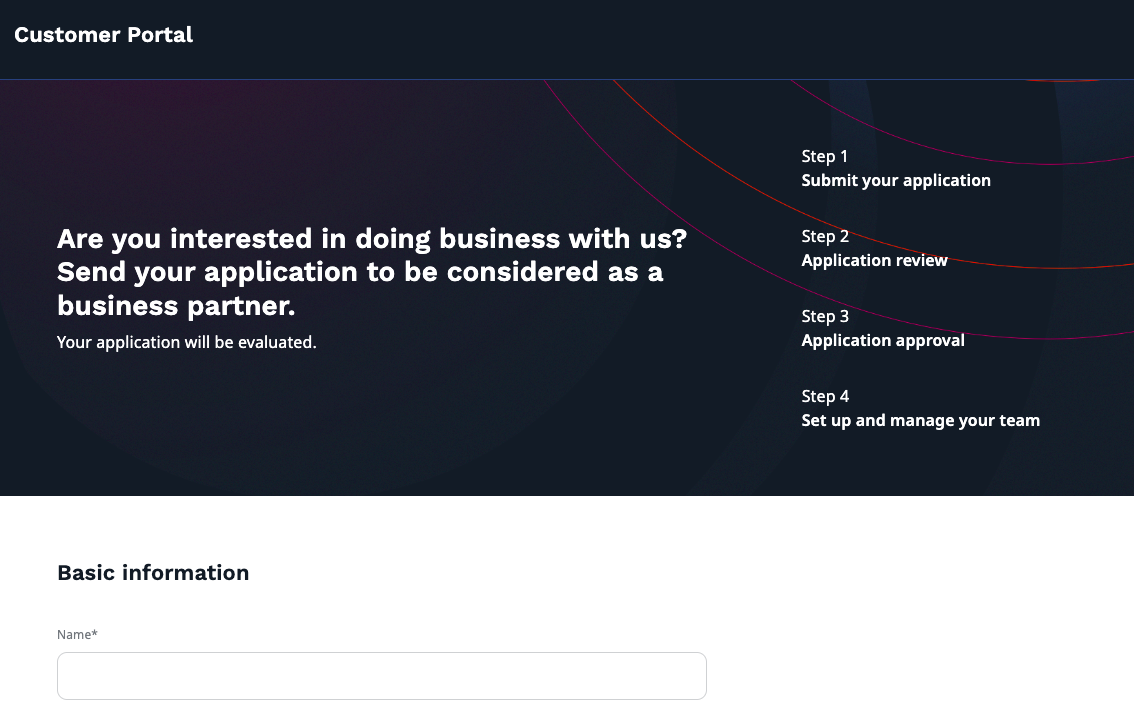 Customer Portal
Are you interested in doing business with us?
Send your application to be considered as a
business partner.
Your application will be evaluated.
Step 1
Submit your application
Step 2
Application review
Step 3
Application approval
Step 4
Set up and manage your team
Basic information
Name*